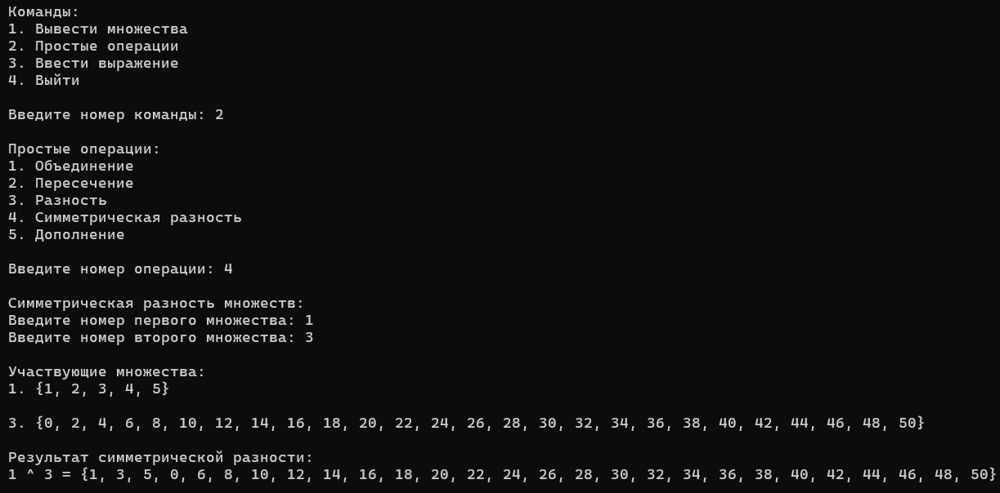 Команды:
1. Вывести множества
2. Простые операции
3. Ввести выражение
4. Выйти
Введите номер команды: 2
Простые операции:
1. Объединение
2. Пересечение
3. Разность
4. Симметрическая разность
5. Дополнение
Введите номер операции: 4
Симметрическая разность множеств:
Введите номер первого множества: 1
Введите номер второго множества: 3
Участвующие множества:
1. {1, 2, 3, 4, 5}
3. {0, 2, 4, 6, 8, 10, 12, 14, 16, 18, 20, 22, 24, 26, 28, 30, 32, 34, 36, 38, 40, 42, 44, 46, 48, 50}
Результат симметрической разности:
1 ^ 3 = {1, 3, 5, 0, 6, 8, 10, 12, 14, 16, 18, 20, 22, 24, 26, 28, 30, 32, 34, 36, 38, 40, 42, 44, 46, 48, 50}